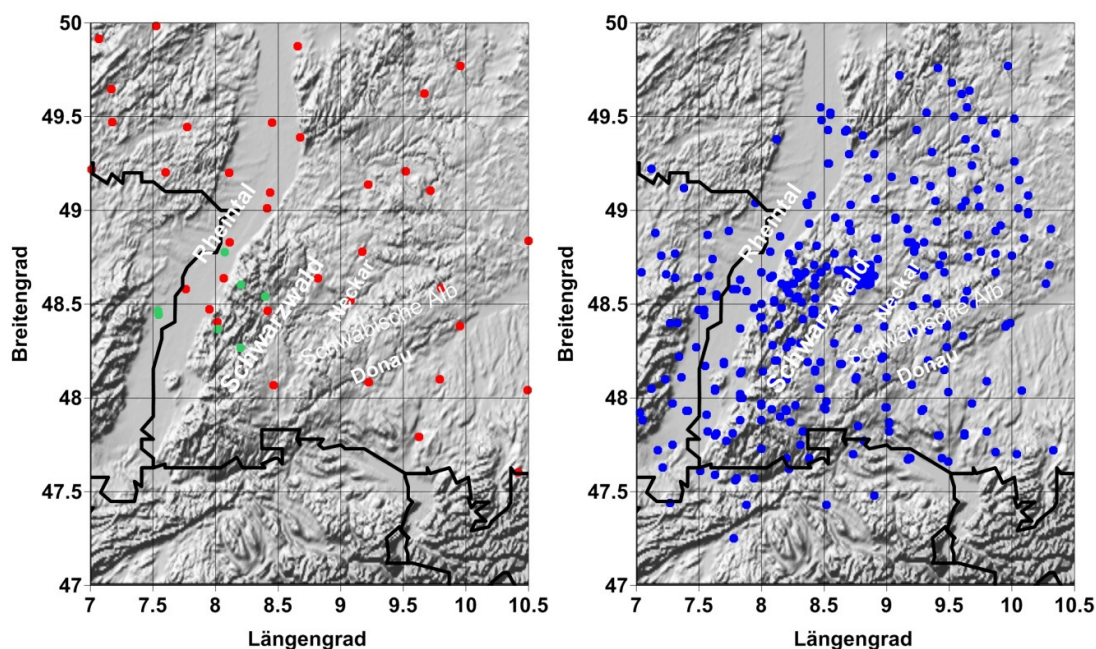 50
49.5
49
48.5
48
47.5
47
Breitengrad
7
7.5
8
8.5
9
9.5
10
10.5
Längengrad
Rheintal
Schwarzwald
Neckar
Schwäbische Alb
Donau
50
49.5
49
48.5
48
47.5
47
Breitengrad
7
7.5
8
8.5
9
9.5
10
10.5
Längengrad
Rheintal
Schwarzwald
Neckar
Schwäbische Alb
Donau